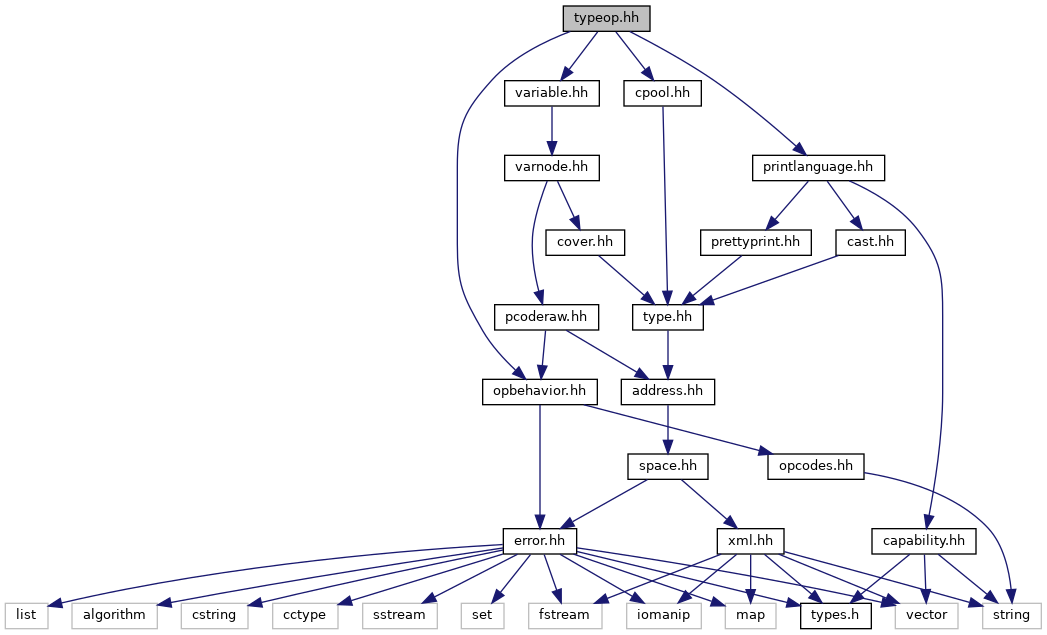 typeop.hh
variable.hh
cpool.hh
varnode.hh
printlanguage.hh
cover.hh
prettyprint.hh
cast.hh
pcoderaw.hh
type.hh
opbehavior.hh
address.hh
space.hh
opcodes.hh
error.hh
xml.hh
capability.hh
list
algorithm
cstring
cctype
sstream
set
fstream
iomanip
map
types.h
vector
string